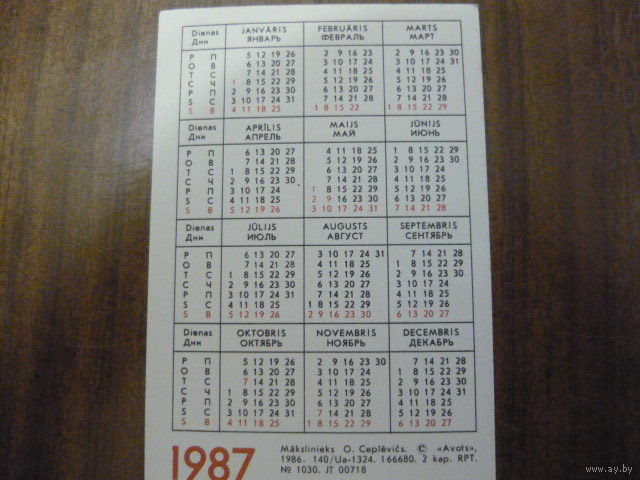 Dienas JANVĀRIS FEBRUĀRIS MARTS
Дни ЯНВАРЬ ФЕВРАЛЬ МАРТ
P П 5 12 19 26 2 9 16 23 2 9 16 23 30
O В 6 13 20 27 3 10 17 24 3 10 17 24 31
T С 7 14 21 28 4 11 18 25 4 11 18 25
C Ч 1 8 15 22 29 5 12 19 26 5 12 19 26
P П 2 9 16 23 30 6 13 20 27 6 13 20 27
S С 3 10 17 24 31 7 14 21 28 7 14 21 28
S В 4 11 18 25 1 8 15 22 1 8 15 22 29
Dienas APRĪLIS MAIJS JŪNIJS
Дни АПРЕЛЬ МАЙ ИЮНЬ
P П 6 13 20 27 4 11 18 25 1 8 15 22 29
O В 7 14 21 28 5 12 19 26 2 9 16 23 30
T С 1 8 15 22 29 6 13 20 27 3 10 17 24
C Ч 2 9 16 23 30 7 14 21 28 4 11 18 25
P П 3 10 17 24 1 8 15 22 29 5 12 19 26
S С 4 11 18 25 2 9 16 23 30 6 13 20 27
S В 5 12 19 26 3 10 17 24 31 7 14 21 28
Dienas JŪLIJS AUGUSTS SEPTEMBRIS
Дни ИЮЛЬ АВГУСТ СЕНТЯБРЬ
P П 6 13 20 27 3 10 17 24 31 7 14 21 28
O В 7 14 21 28 4 11 18 25 1 8 15 22 29
T С 1 8 15 22 29 5 12 19 26 2 9 16 23 30
C Ч 2 9 16 23 30 6 13 20 27 3 10 17 24
P П 3 10 17 24 31 7 14 21 28 4 11 18 25
S С 4 11 18 25 1 8 15 22 29 5 12 19 26
S В 5 12 19 26 2 9 16 23 30 6 13 20 27
Dienas OKTOBRIS NOVEMBRIS DECEMBRIS
Дни ОКТЯБРЬ НОЯБРЬ ДЕКАБРЬ
P П 5 12 19 26 2 9 16 23 30 7 14 21 28
O В 6 13 20 27 3 10 17 24 1 8 15 22 29
T С 7 14 21 28 4 11 18 25 2 9 16 23 30
C Ч 1 8 15 22 29 5 12 19 26 3 10 17 24 31
P П 2 9 16 23 30 6 13 20 27 4 11 18 25
S С 3 10 17 24 31 7 14 21 28 5 12 19 26
S В 4 11 18 25 1 8 15 22 29 6 13 20 27
1987 Mākslinieks O. Ceplēvičs. © «Avots»,
1986. 140/Ua-1324. 166680. 2 kap. RPT.
№ 1030. JT 00718
www.ay.by